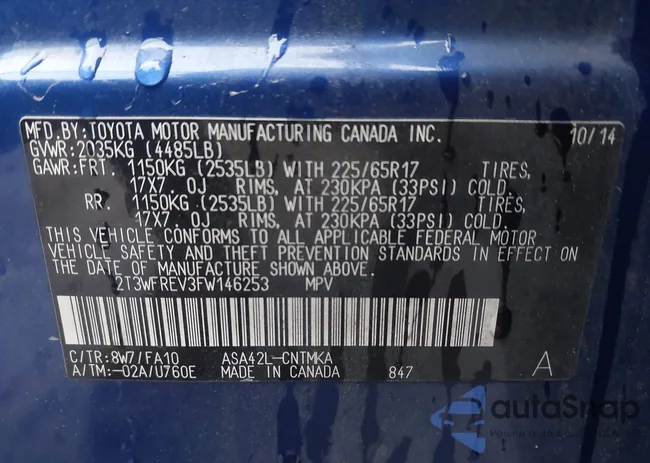 MFD.BY:TOYOTA MOTOR MANUFACTURING CANADA INC. 10/14
GVWR:2035KG (4485LB)
GAWR:FRT. 1150KG (2535LB) WITH 225/65R17 TIRES,
17X7.0J RIMS, AT 230KPA (33PSI) COLD.
RR. 1150KG (2535LB) WITH 225/65R17 TIRES,
17X7.0J RIMS, AT 230KPA (33PSI) COLD.
THIS VEHICLE CONFORMS TO ALL APPLICABLE FEDERAL MOTOR
VEHICLE SAFETY AND THEFT PREVENTION STANDARDS IN EFFECT ON
THE DATE OF MANUFACTURE SHOWN ABOVE.
2T3WFREV3FW146253 MPV
C/TR:8W7/FA10 ASA42L-CNTMKA
A/TM:-02A/U760E MADE IN CANADA 847 A
autoSnap